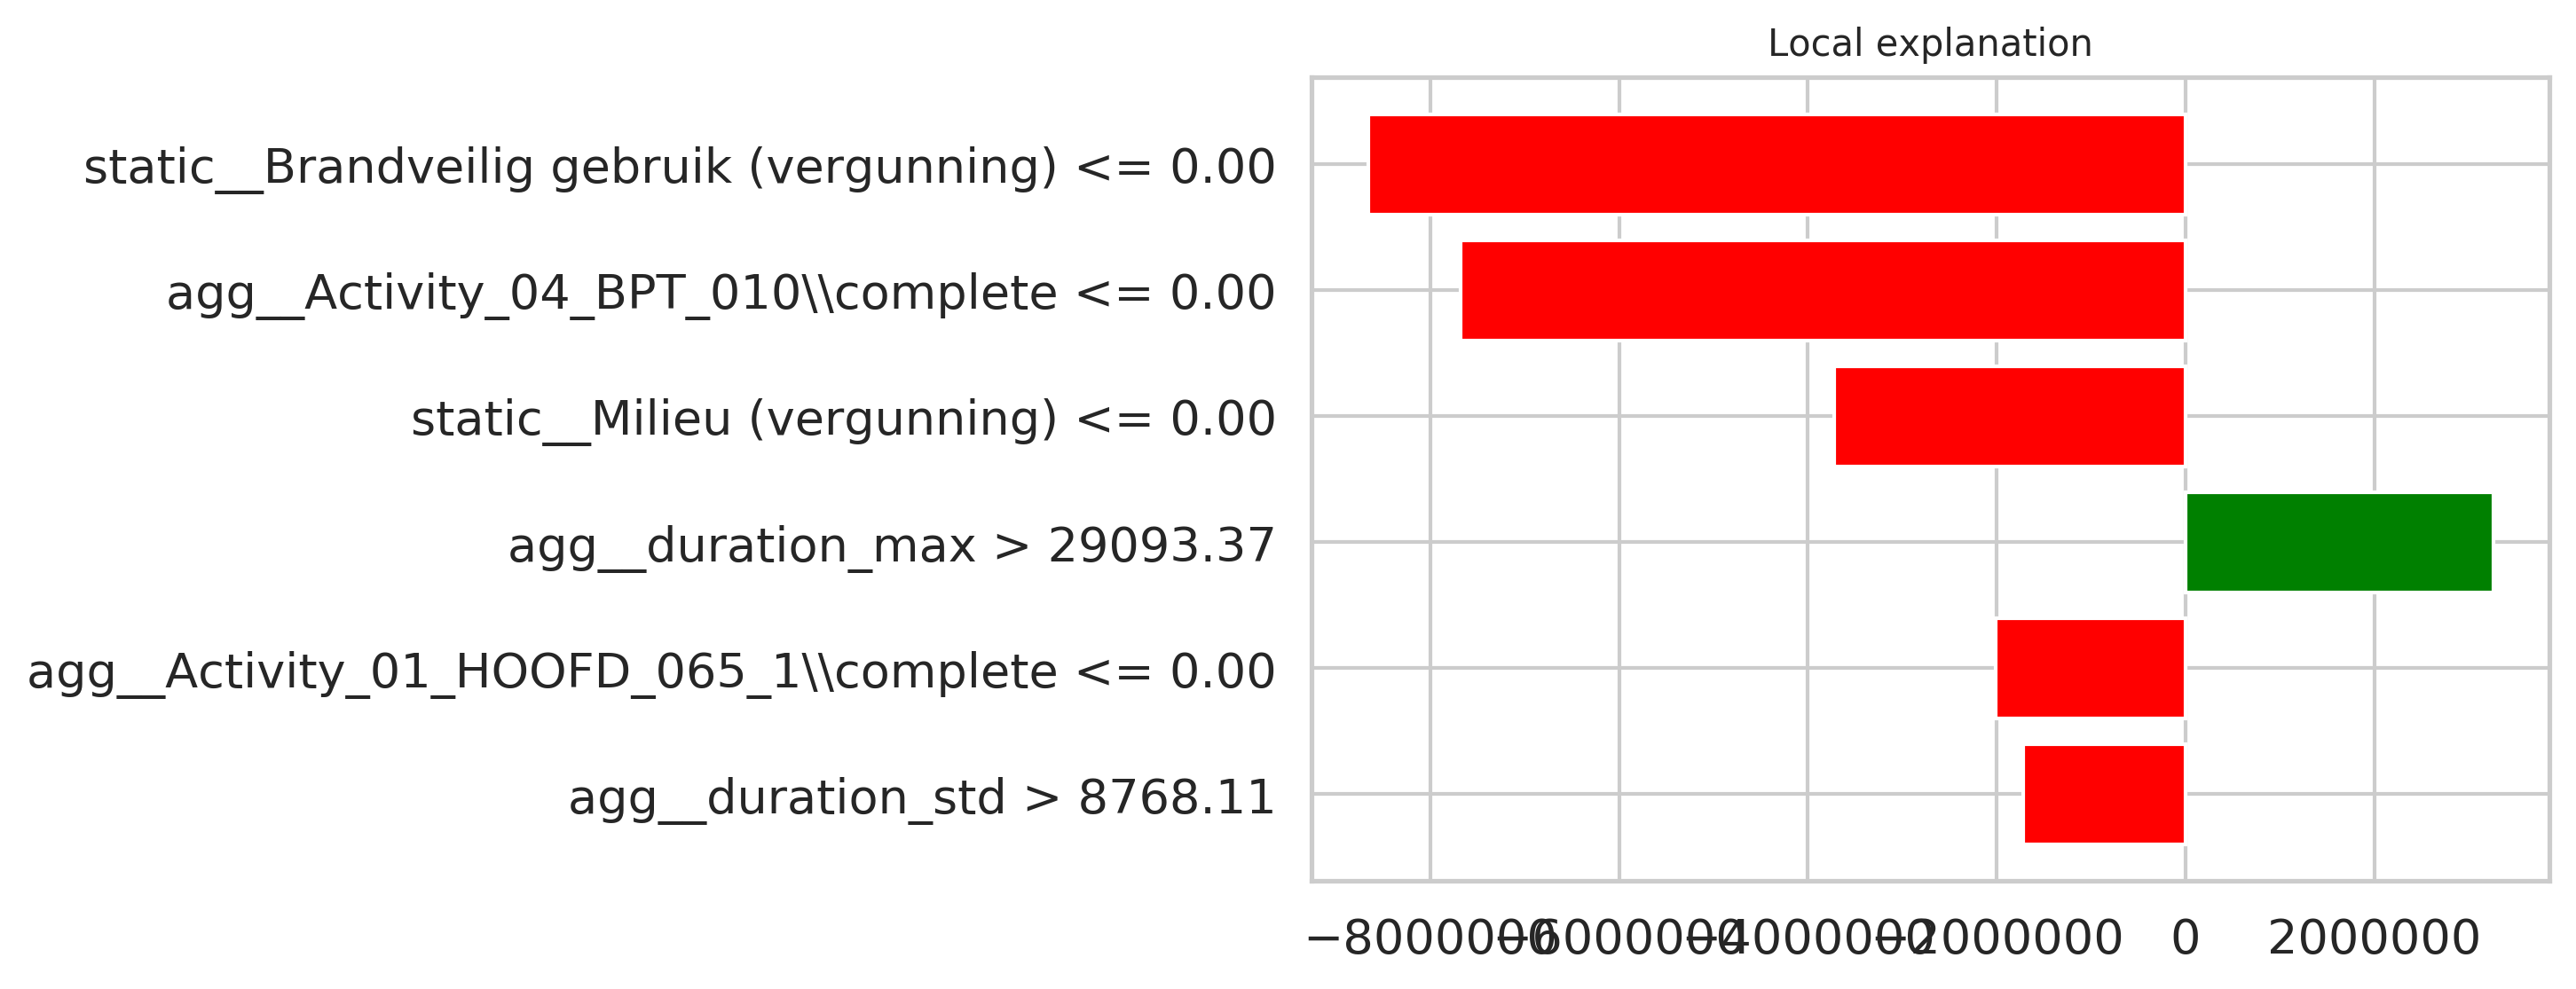 Local explanation
static__Brandveilig gebruik (vergunning) <= 0.00
agg__Activity_04_BPT_010\\complete <= 0.00
static__Milieu (vergunning) <= 0.00
agg__duration_max > 29093.37
agg__Activity_01_HOOFD_065_1\\complete <= 0.00
agg__duration_std > 8768.11
−8000000 −6000000 −4000000 −2000000 0 2000000